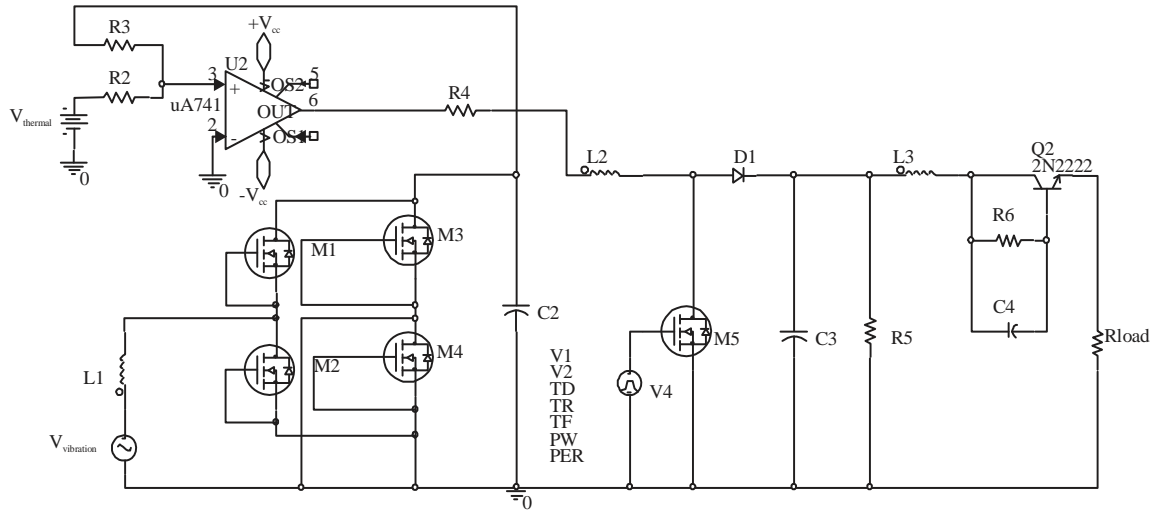 R3
+Vcc
U2
OS2
5
3
+
R2
uA741
OUT
6
R4
Vthermal
2
-
OS1
1
0
0
-Vcc
L2
D1
L3
Q2
2N2222
R6
M1
M3
C4
C2
M5
C3
R5
Rload
L1
M2
M4
V1
V2
TD
TR
TF
PW
PER
V4
Vvibration
0